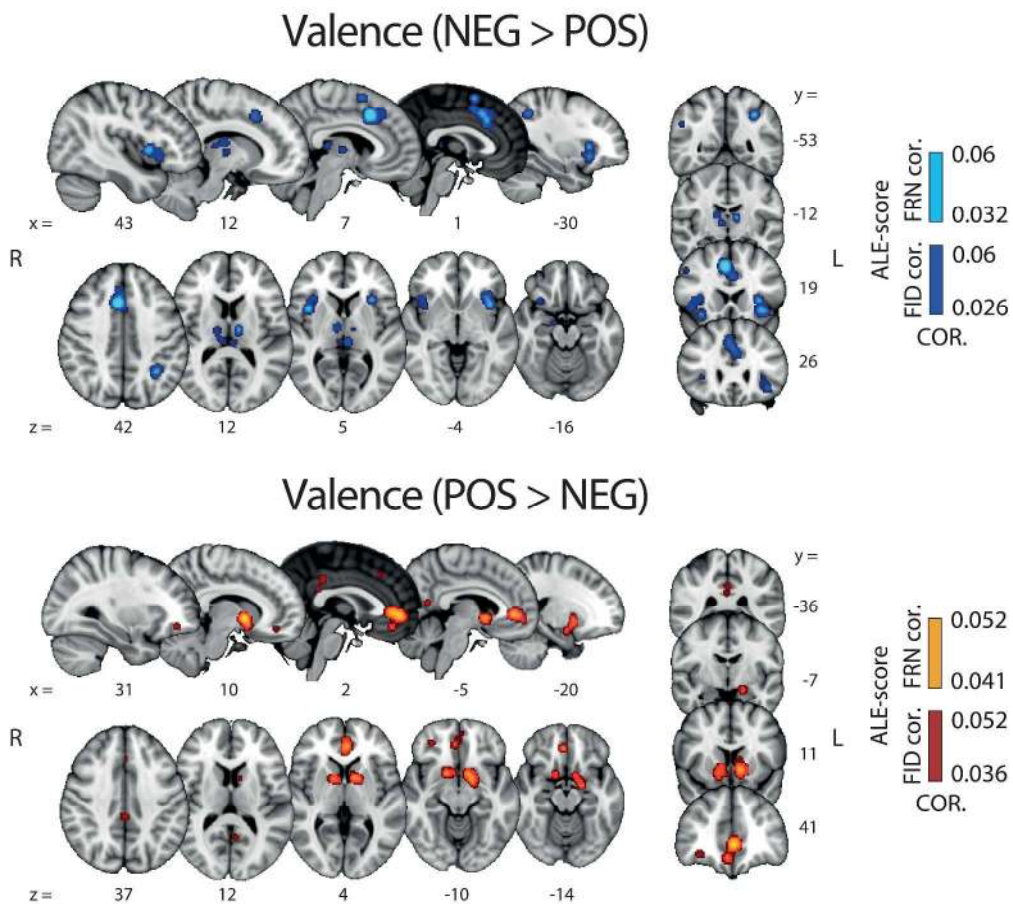 Valence (NEG > POS)
x = 43 12 7 1 -30
R
L
z = 42 12 5 -4 -16
y =
-53
-12
19
26
ALE-score
FRN cor.
0.06
0.032
FID cor.
0.06
0.026
COR.
Valence (POS > NEG)
x = 31 10 2 -5 -20
R
L
z = 37 12 4 -10 -14
y =
-36
-7
11
41
ALE-score
FRN cor.
0.052
0.041
FID cor.
0.052
0.036
COR.